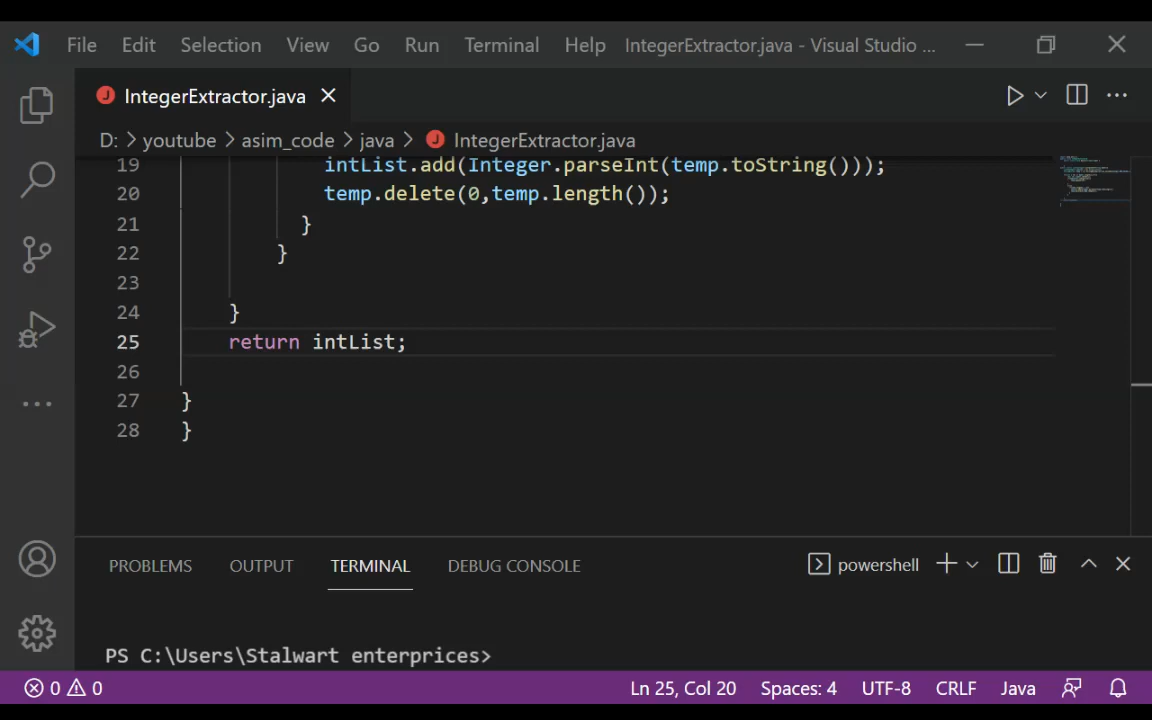 File Edit Selection View Go Run Terminal Help IntegerExtractor.java - Visual Studio ...
IntegerExtractor.java
D: > youtube > asim_code > java > IntegerExtractor.java
19 intList.add(Integer.parseInt(temp.toString()));
20 temp.delete(0,temp.length());
21 }
22 }
23
24 }
25 return intList;
26
27 }
28 }
PROBLEMS OUTPUT TERMINAL DEBUG CONSOLE powershell
PS C:\Users\Stalwart enterprices>
0 0 Ln 25, Col 20 Spaces: 4 UTF-8 CRLF Java